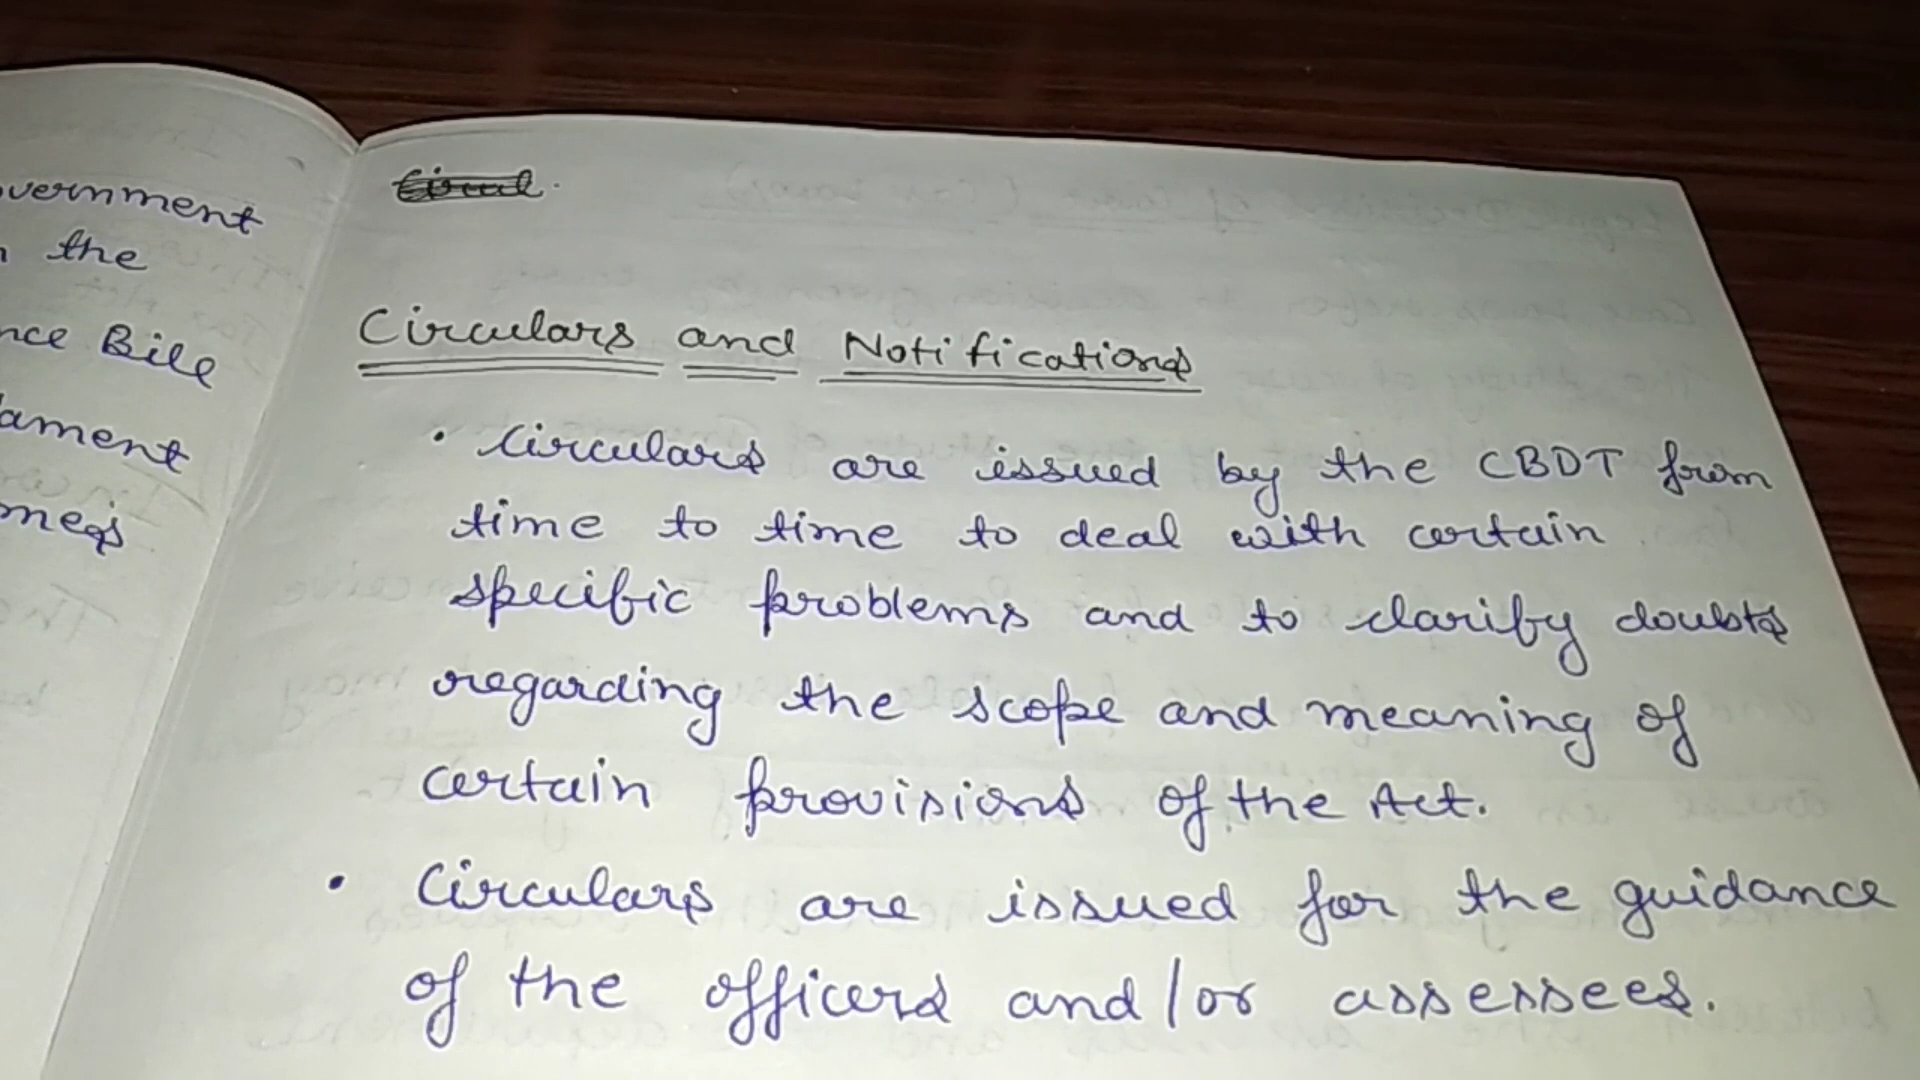 vernment
the
nce Bill
ament
mes
Circulars and Notifications
• Circulars are issued by the CBDT from
time to time to deal with certain
specific problems and to clarify doubts
regarding the scope and meaning of
certain provisions of the Act.
• Circulars are issued for the guidance
of the officers and/or assessees.